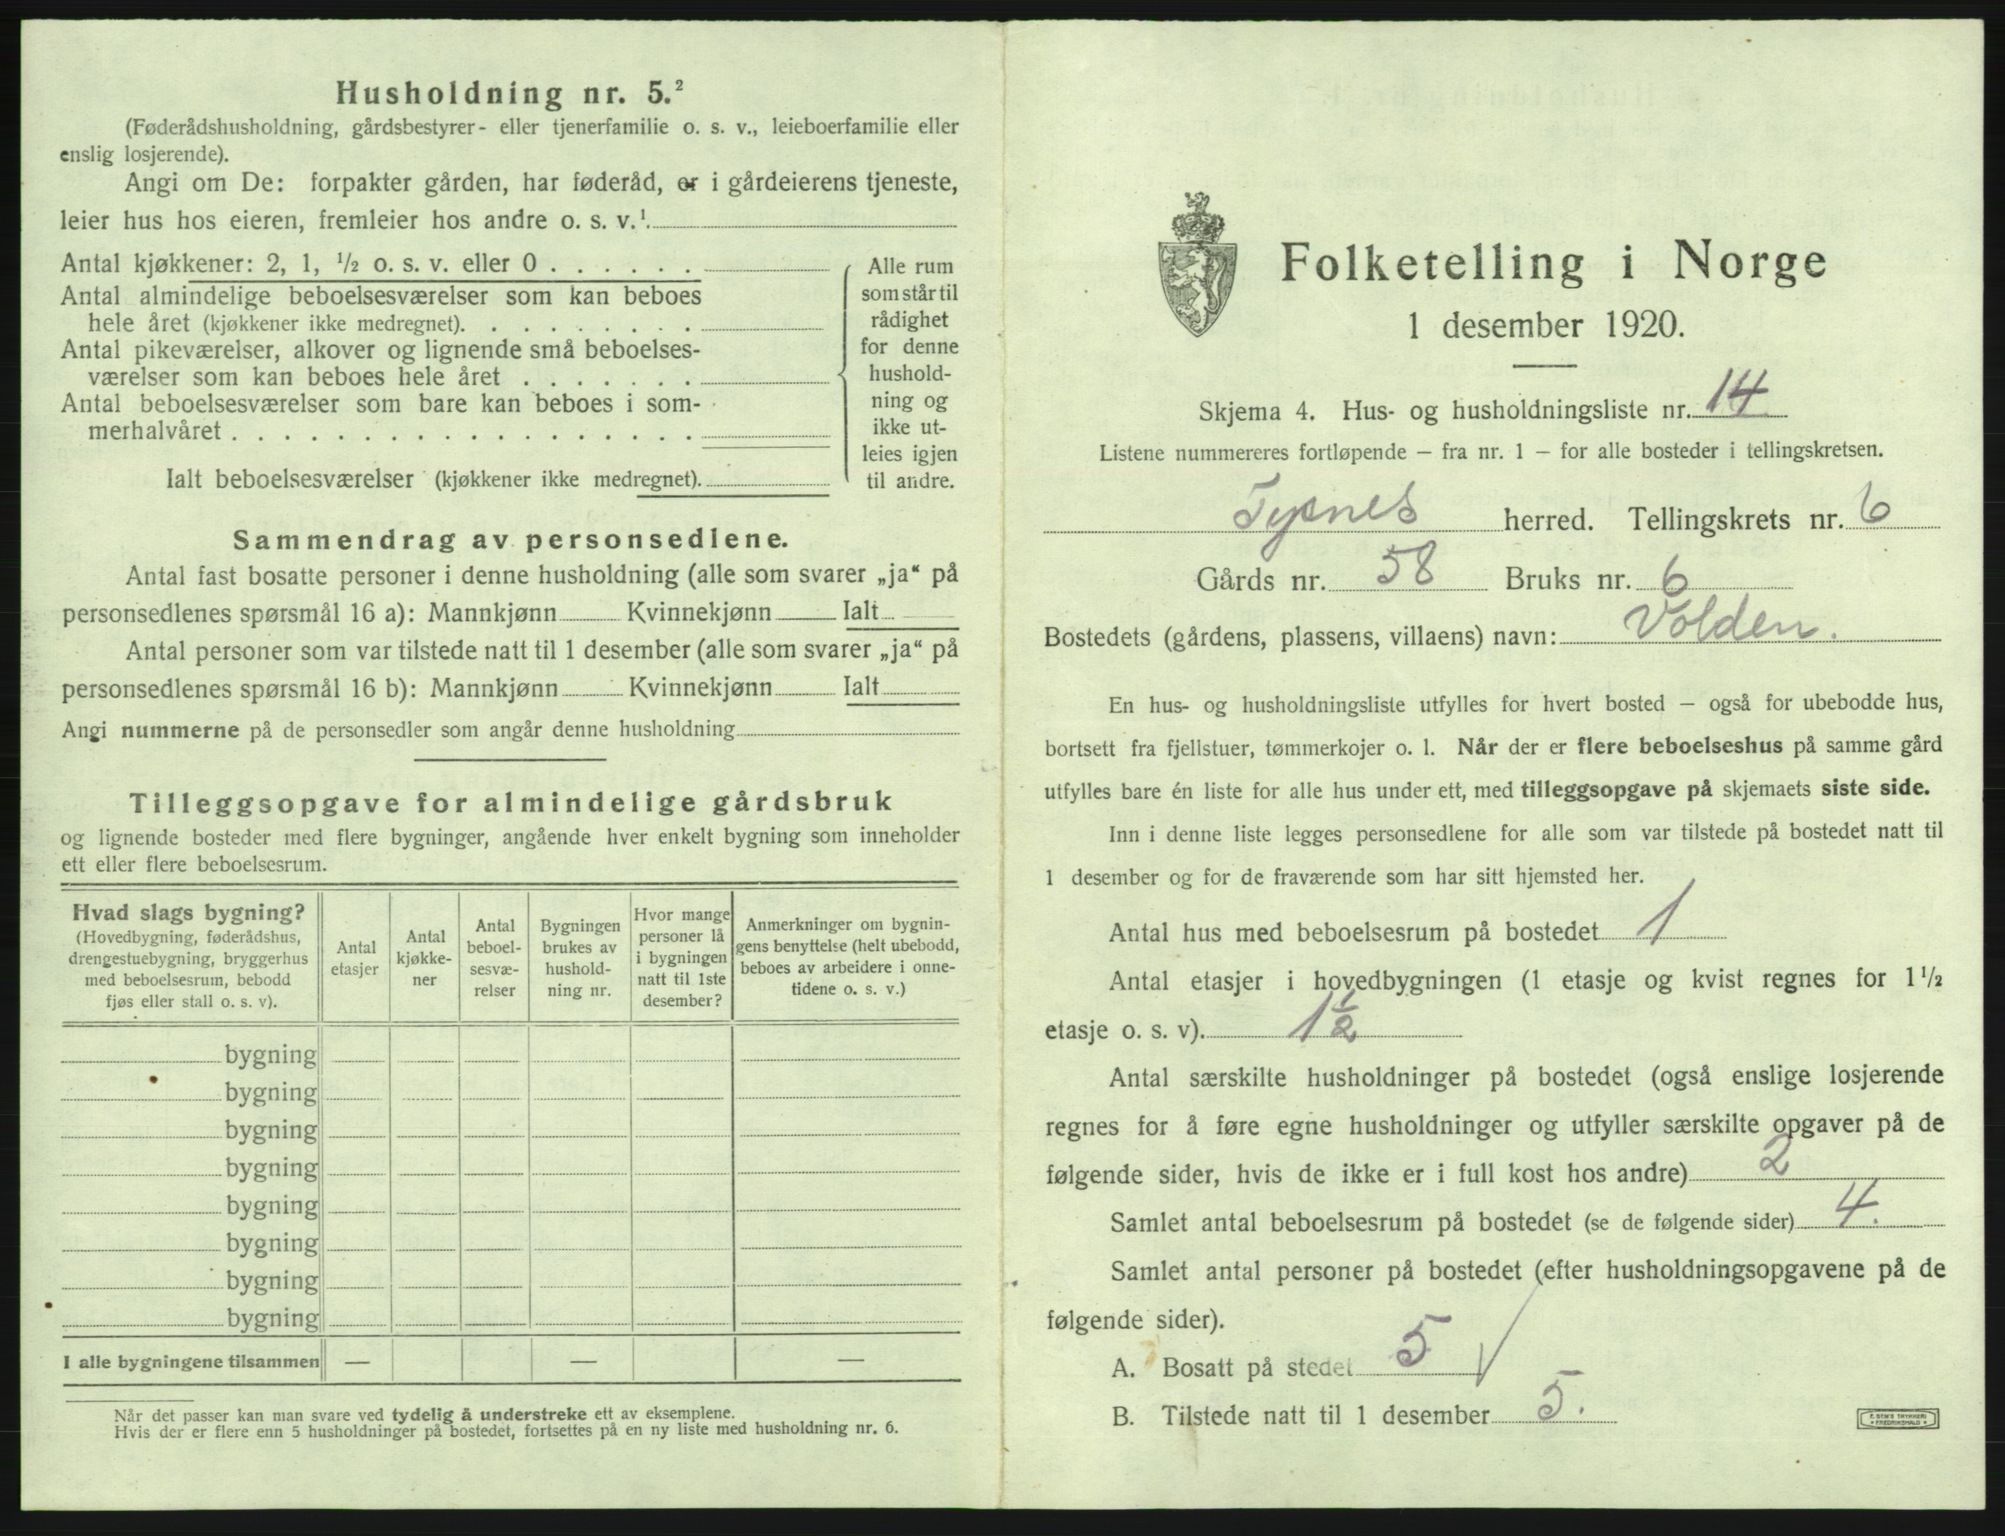 Husholdning nr. 5.²
(Føderådshusholdning, gårdsbestyrer- eller tjenerfamilie o. s. v., leieboerfamilie eller
enslig losjerende).
Angi om De: forpakter gården, har føderåd, er i gårdeierens tjeneste,
leier hus hos eieren, fremleier hos andre o. s. v.¹.
Antal kjøkkener: 2, 1, ½ o. s. v. eller 0 . . . . . .
Antal almindelige beboelsesværelser som kan beboes
hele året (kjøkkener ikke medregnet). . . . . . . . .
Antal pikeværelser, alkover og lignende små beboelses-
værelser som kan beboes hele året . . . . . . .
Antal beboelsesværelser som bare kan beboes i som-
merhalvåret . . . . . . . . . . . . . . . . . .
Ialt beboelsesværelser (kjøkkener ikke medregnet).
Alle rum
som står til
rådighet
for denne
hushold-
ning og
ikke ut-
leies igjen
til andre.
Sammendrag av personsedlene.
Antal fast bosatte personer i denne husholdning (alle som svarer „ja“ på
personsedlenes spørsmål 16 a): Mannkjønn Kvinnekjønn Ialt
Antal personer som var tilstede natt til 1 desember (alle som svarer „ja“ på
personsedlenes spørsmål 16 b): Mannkjønn Kvinnekjønn Ialt
Angi nummerne på de personsedler som angår denne husholdning
Tilleggsopgave for almindelige gårdsbruk
og lignende bosteder med flere bygninger, angående hver enkelt bygning som inneholder
ett eller flere beboelsesrum.
Hvad slags bygning?
(Hovedbygning, føderådshus,
drengestuebygning, bryggerhus
med beboelsesrum, bebodd
fjøs eller stall o. s. v).
Antal
etasjer
Antal
kjøkke-
ner
Antal
beboel-
sesvæ-
relser
Bygningen
brukes av
hushold-
ning nr.
Hvor mange
personer lå
i bygningen
natt til 1ste
desember?
Anmerkninger om bygnin-
gens benyttelse (helt ubebodd,
beboes av arbeidere i onne-
tidene o. s. v.)
bygning
bygning
bygning
bygning
bygning
bygning
bygning
bygning
I alle bygningene tilsammen — — —
Når det passer kan man svare ved tydelig å understreke ett av eksemplene.
Hvis der er flere enn 5 husholdninger på bostedet, fortsettes på en ny liste med husholdning nr. 6.
Folketelling i Norge
1 desember 1920.
Skjema 4. Hus- og husholdningsliste nr. 14.
Listene nummereres fortløpende — fra nr. 1 — for alle bosteder i tellingskretsen.
Tysnes herred. Tellingskrets nr. 6
Gårds nr. 58 Bruks nr. 6
Bostedets (gårdens, plassens, villaens) navn: Volden.
En hus- og husholdningsliste utfylles for hvert bosted — også for ubebodde hus,
bortsett fra fjellstuer, tømmerkojer o. l. Når der er flere beboelseshus på samme gård
utfylles bare én liste for alle hus under ett, med tilleggsopgave på skjemaets siste side.
Inn i denne liste legges personsedlene for alle som var tilstede på bostedet natt til
1 desember og for de fraværende som har sitt hjemsted her.
Antal hus med beboelsesrum på bostedet 1
Antal etasjer i hovedbygningen (1 etasje og kvist regnes for 1½
etasje o. s. v). 1½
Antal særskilte husholdninger på bostedet (også enslige losjerende
regnes for å føre egne husholdninger og utfyller særskilte opgaver på de
følgende sider, hvis de ikke er i full kost hos andre) 2
Samlet antal beboelsesrum på bostedet (se de følgende sider) 4.
Samlet antal personer på bostedet (efter husholdningsopgavene på de
følgende sider).
A. Bosatt på stedet 5 √
B. Tilstede natt til 1 desember 5.